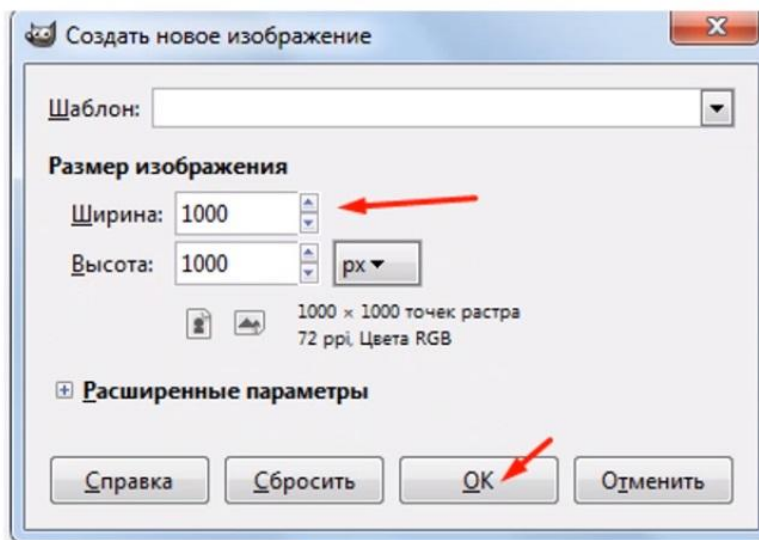 Создать новое изображение
Шаблон:
Размер изображения
Ширина: 1000
Высота: 1000 px
1000 × 1000 точек растра
72 ppi, Цвета RGB
Расширенные параметры
Справка Сбросить OK Отменить